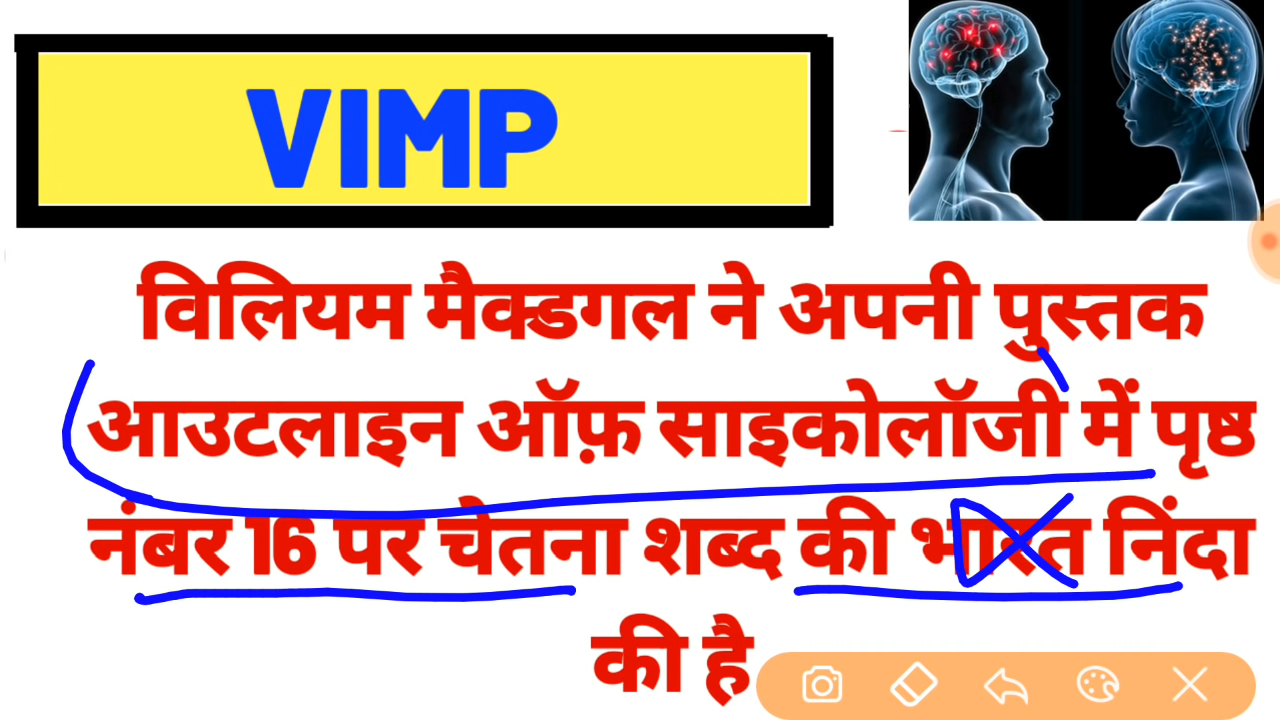 VIMP
विलियम मैक्डगल ने अपनी पुस्तक
आउटलाइन ऑफ़ साइकोलॉजी में पृष्ठ
नंबर 16 पर चेतना शब्द की भारत निंदा
की है